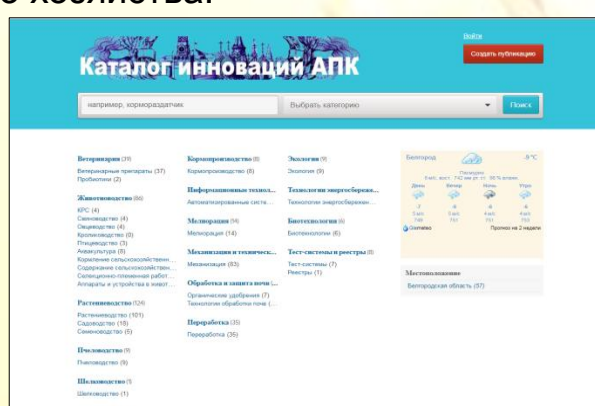 хозяйства.
Войти
Создать публикацию
Каталог инноваций АПК
например, кормораздатчик
Выбрать категорию
Поиск
Ветеринария (39)
Ветеринарные препараты (37)
Пробиотики (2)
Животноводство (86)
КРС (4)
Свиноводство (4)
Овцеводство (4)
Кролиководство (0)
Птицеводство (3)
Аквакультура (8)
Кормление сельскохозяйственн...
Содержание сельскохозяйствен...
Селекционно-племенная работ...
Аппараты и устройства в живот...
Растениеводство (124)
Растениеводство (101)
Садоводство (18)
Семеноводство (5)
Пчеловодство (9)
Пчеловодство (9)
Шелководство (1)
Шелководство (1)
Кормопроизводство (8)
Кормопроизводство (8)
Информационные технол...
Автоматизированные систе...
Мелиорация (14)
Мелиорация (14)
Механизация и техническ...
Механизация (83)
Обработка и защита почв (...
Органические удобрения (7)
Технологии обработки почв (...
Переработка (35)
Переработка (35)
Экология (9)
Экология (9)
Технологии энергосбереже...
Технологии энергосбережен...
Биотехнология (6)
Биотехнологии (6)
Тест-системы и реестры (8)
Тест-системы (7)
Реестры (1)
Белгород
-8 °C
День Вечер Ночь Утро
Gismeteo
Прогноз на 2 недели
Местоположение
Белгородская область (57)